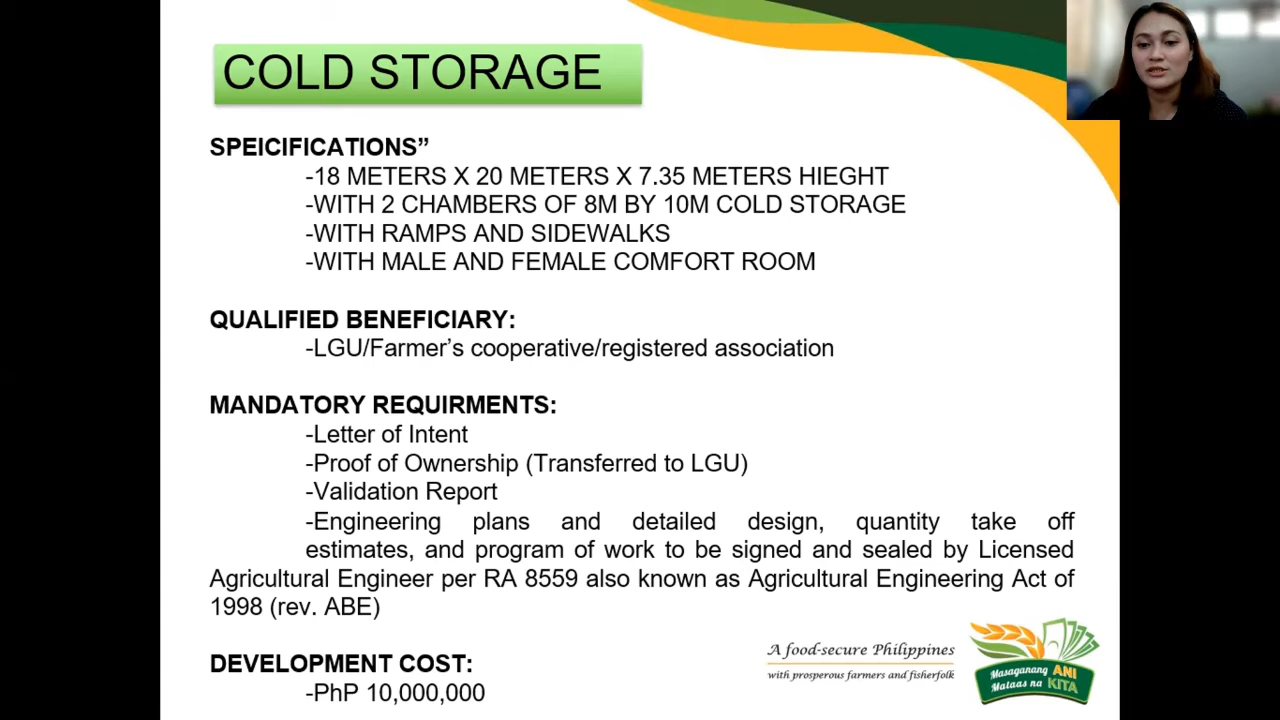 COLD STORAGE
SPEICIFICATIONS”
-18 METERS X 20 METERS X 7.35 METERS HIEGHT
-WITH 2 CHAMBERS OF 8M BY 10M COLD STORAGE
-WITH RAMPS AND SIDEWALKS
-WITH MALE AND FEMALE COMFORT ROOM
QUALIFIED BENEFICIARY:
-LGU/Farmer’s cooperative/registered association
MANDATORY REQUIRMENTS:
-Letter of Intent
-Proof of Ownership (Transferred to LGU)
-Validation Report
-Engineering plans and detailed design, quantity take off
estimates, and program of work to be signed and sealed by Licensed
Agricultural Engineer per RA 8559 also known as Agricultural Engineering Act of
1998 (rev. ABE)
DEVELOPMENT COST:
-PhP 10,000,000
A food-secure Philippines
with prosperous farmers and fisherfolk
Masaganang ANI
Mataas na KITA